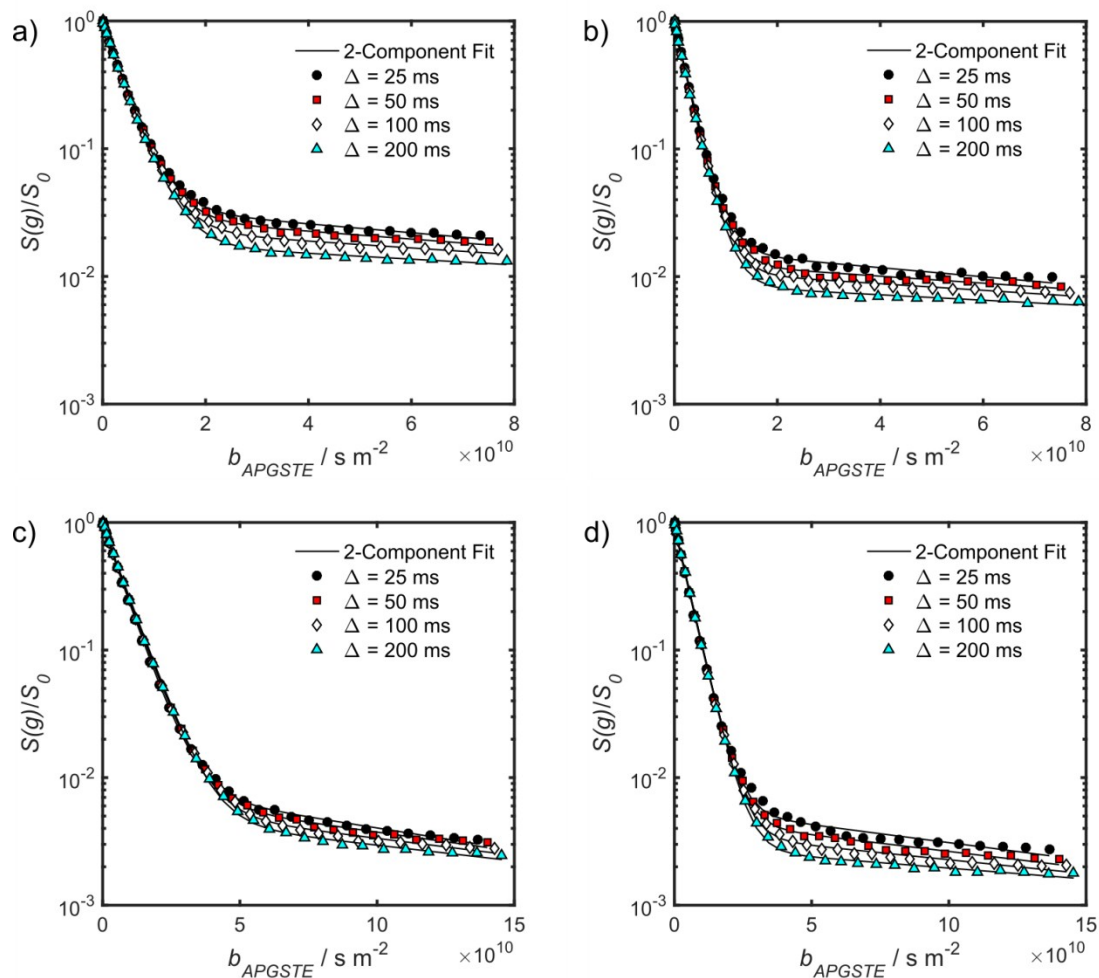 a)
10^0
10^-1
10^-2
10^-3
S(g)/S_0
2-Component Fit
Δ = 25 ms
Δ = 50 ms
Δ = 100 ms
Δ = 200 ms
0 2 4 6 8
b_APGSTE / s m^-2
×10^10
b)
10^0
10^-1
10^-2
10^-3
S(g)/S_0
2-Component Fit
Δ = 25 ms
Δ = 50 ms
Δ = 100 ms
Δ = 200 ms
0 2 4 6 8
b_APGSTE / s m^-2
×10^10
c)
10^0
10^-1
10^-2
10^-3
S(g)/S_0
2-Component Fit
Δ = 25 ms
Δ = 50 ms
Δ = 100 ms
Δ = 200 ms
0 5 10 15
b_APGSTE / s m^-2
×10^10
d)
10^0
10^-1
10^-2
10^-3
S(g)/S_0
2-Component Fit
Δ = 25 ms
Δ = 50 ms
Δ = 100 ms
Δ = 200 ms
0 5 10 15
b_APGSTE / s m^-2
×10^10